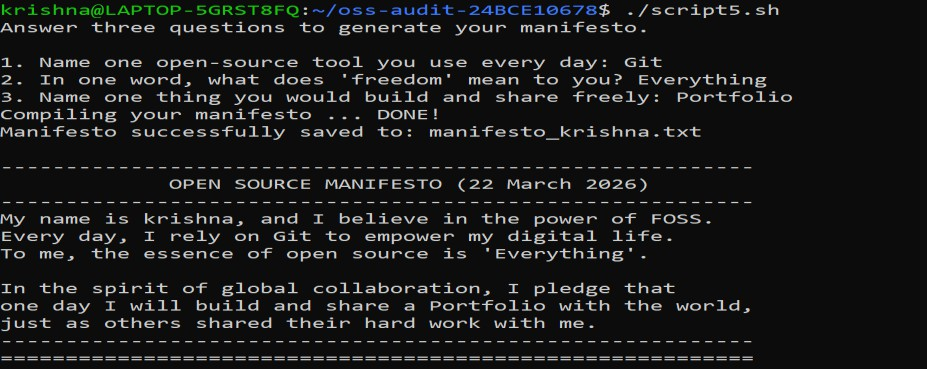 krishna@LAPTOP-5GRST8FQ:~/oss-audit-24BCE10678$ ./script5.sh
Answer three questions to generate your manifesto.
1. Name one open-source tool you use every day: Git
2. In one word, what does 'freedom' mean to you? Everything
3. Name one thing you would build and share freely: Portfolio
Compiling your manifesto ... DONE!
Manifesto successfully saved to: manifesto_krishna.txt
----------------------------------------------------------
OPEN SOURCE MANIFESTO (22 March 2026)
----------------------------------------------------------
My name is krishna, and I believe in the power of FOSS.
Every day, I rely on Git to empower my digital life.
To me, the essence of open source is 'Everything'.
In the spirit of global collaboration, I pledge that
one day I will build and share a Portfolio with the world,
just as others shared their hard work with me.
----------------------------------------------------------
==========================================================